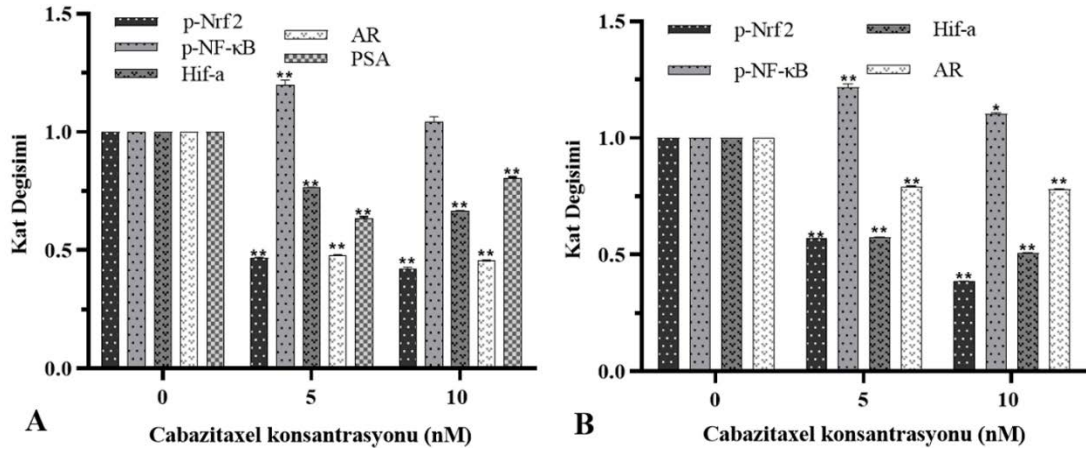 1.5
1.0
0.5
0.0
Kat Degisimi
p-Nrf2
p-NF-κB
Hif-a
AR
PSA
**
**
**
**
**
**
**
**
**
0
5
10
Cabazitaxel konsantrasyonu (nM)
A
1.5
1.0
0.5
0.0
Kat Degisimi
p-Nrf2
p-NF-κB
Hif-a
AR
**
**
**
**
**
*
**
**
0
5
10
Cabazitaxel konsantrasyonu (nM)
B